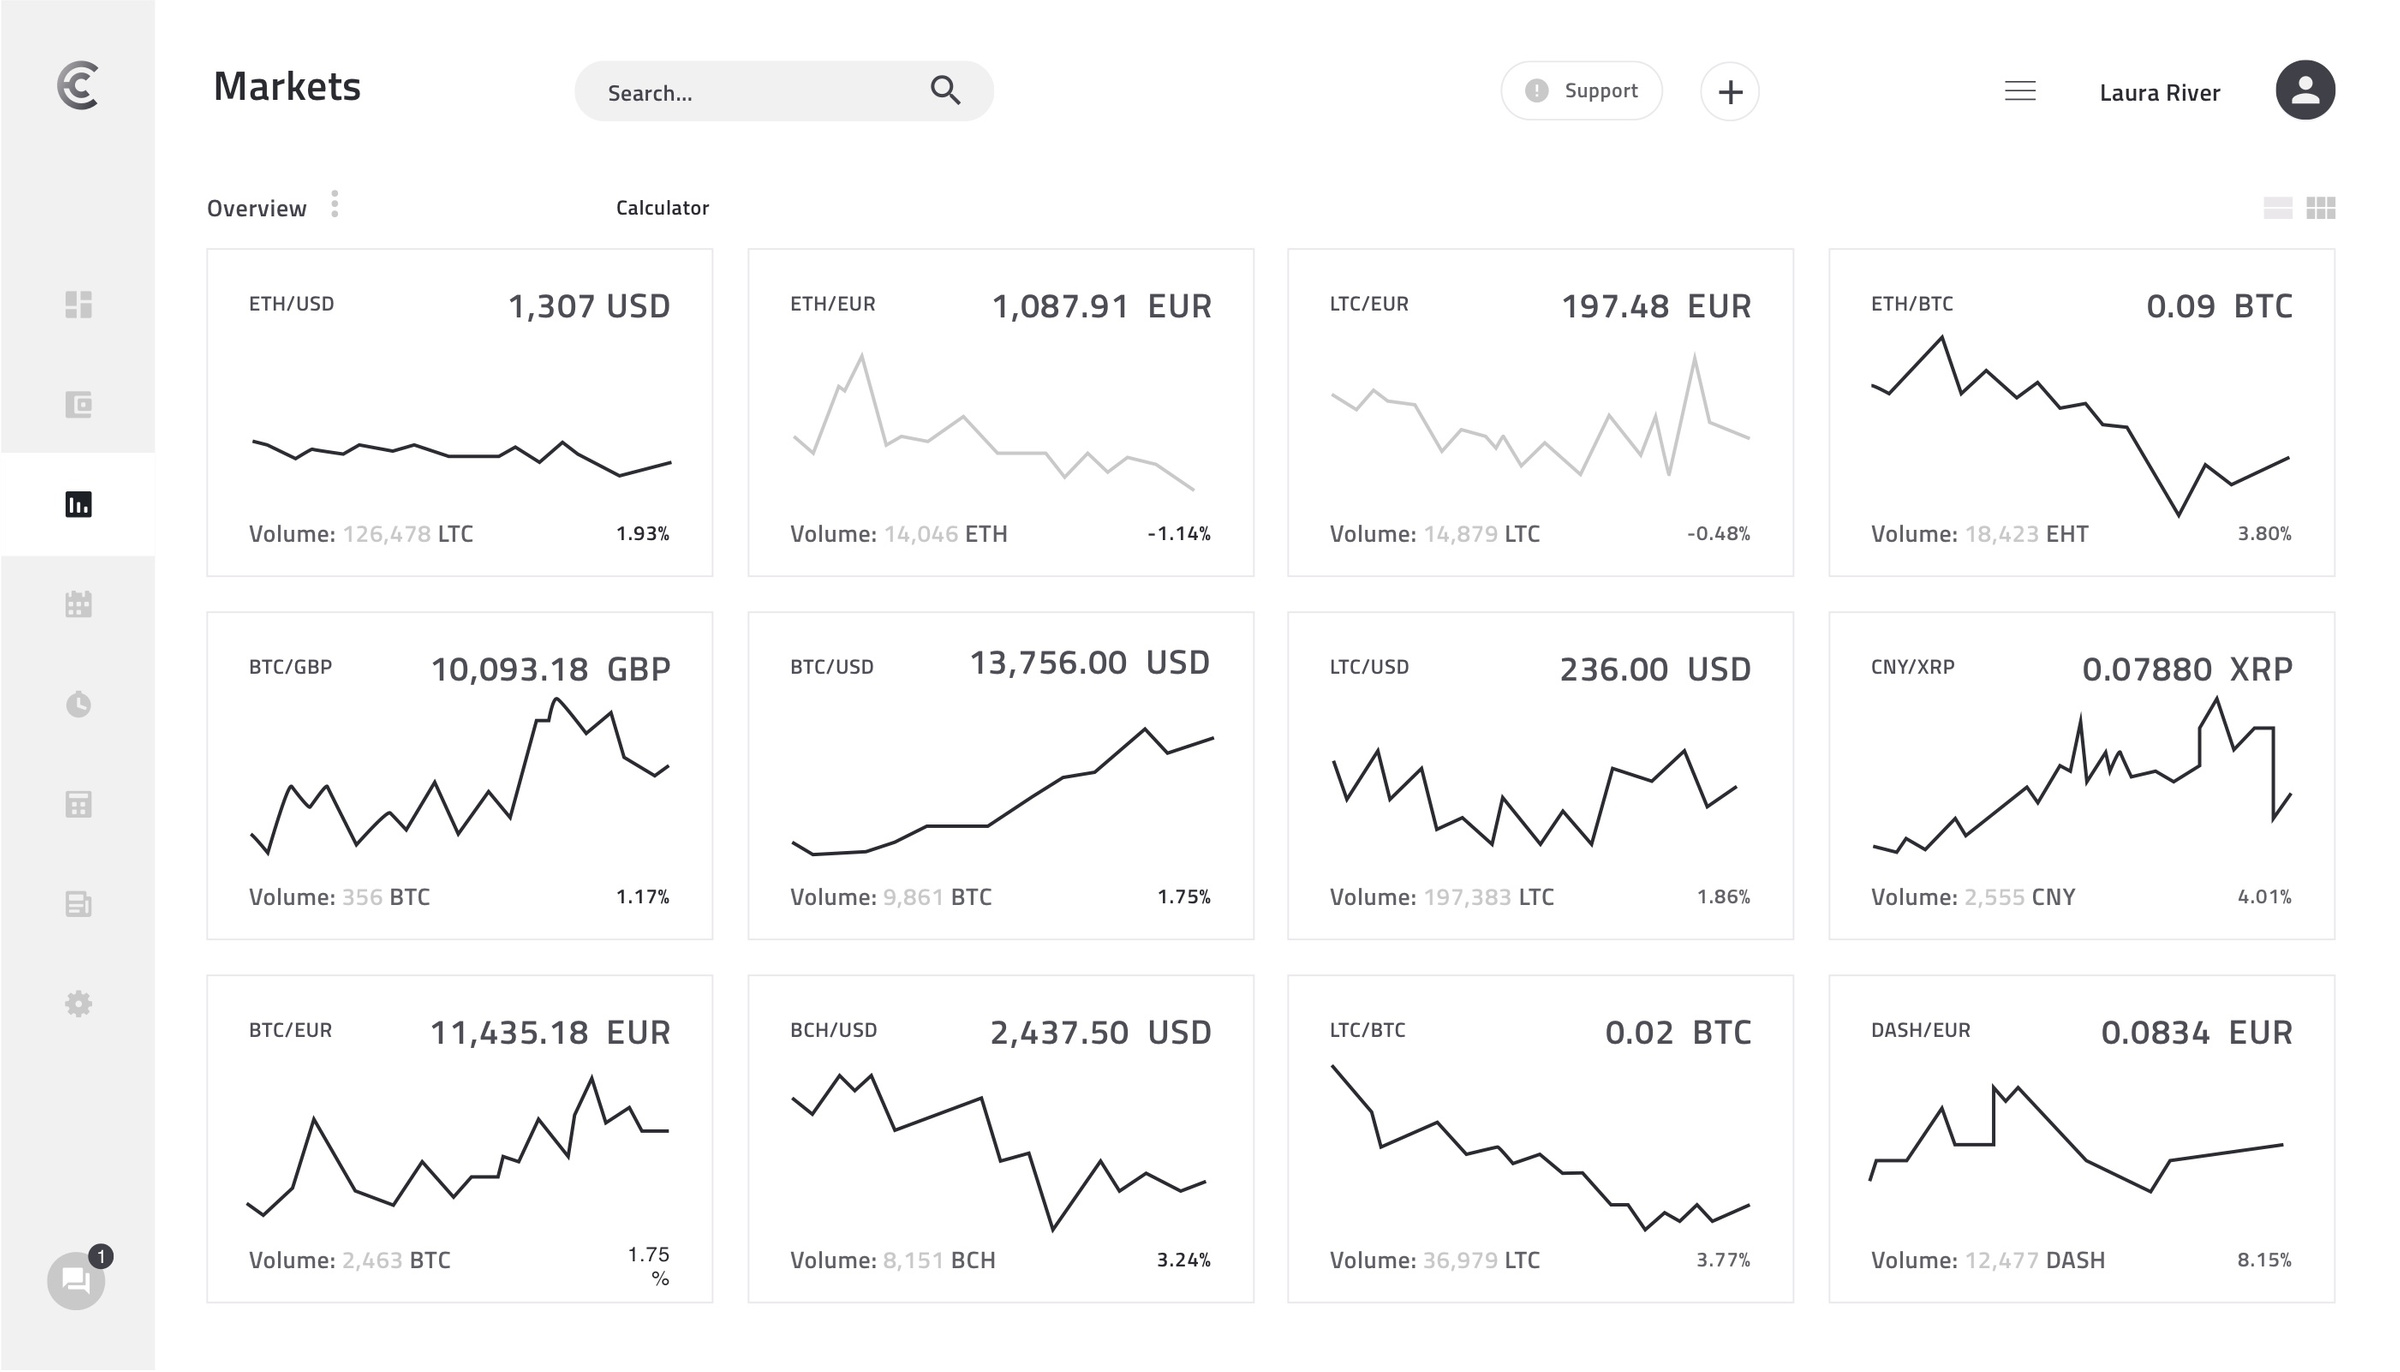 Markets
Search...
Support
Laura River
Overview
Calculator
ETH/USD 1,307 USD
Volume: 126,478 LTC 1.93%
ETH/EUR 1,087.91 EUR
Volume: 14,046 ETH -1.14%
LTC/EUR 197.48 EUR
Volume: 14,879 LTC -0.48%
ETH/BTC 0.09 BTC
Volume: 18,423 EHT 3.80%
BTC/GBP 10,093.18 GBP
Volume: 356 BTC 1.17%
BTC/USD 13,756.00 USD
Volume: 9,861 BTC 1.75%
LTC/USD 236.00 USD
Volume: 197,383 LTC 1.86%
CNY/XRP 0.07880 XRP
Volume: 2,555 CNY 4.01%
BTC/EUR 11,435.18 EUR
Volume: 2,463 BTC 1.75
%
BCH/USD 2,437.50 USD
Volume: 8,151 BCH 3.24%
LTC/BTC 0.02 BTC
Volume: 36,979 LTC 3.77%
DASH/EUR 0.0834 EUR
Volume: 12,477 DASH 8.15%
1